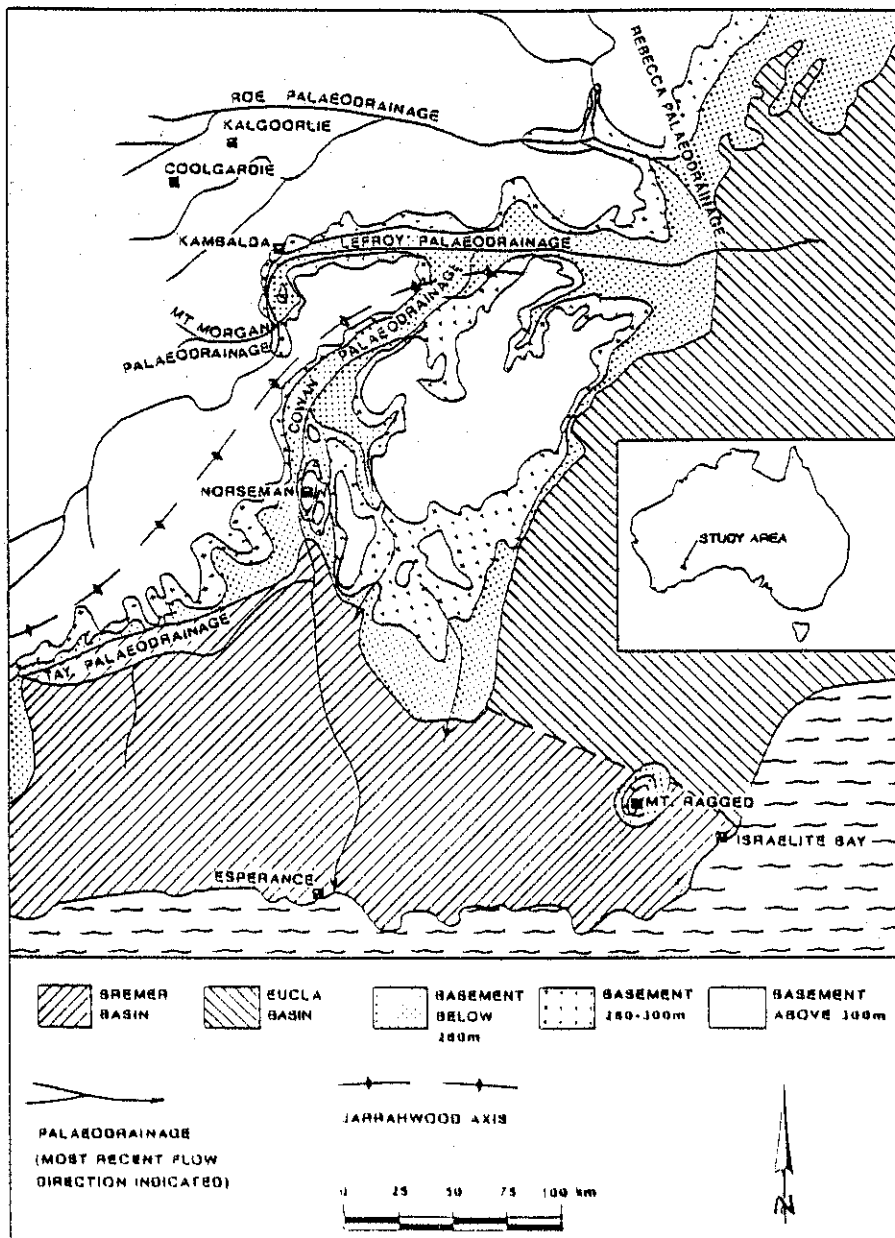 REBECCA PALAEODRAINAGE
ROE PALAEODRAINAGE
KALGOORLIE
COOLGARDIE
KAMBALDA
LEFROY PALAEODRAINAGE
MT MORGAN
PALAEODRAINAGE
COWAN PALAEODRAINAGE
NORSEMAN
STUDY AREA
TAY PALAEODRAINAGE
MT. RAGGED
ISRAELITE BAY
ESPERANCE
BREMER
BASIN
EUCLA
BASIN
BASEMENT
BELOW
260m
BASEMENT
260-300m
BASEMENT
ABOVE 300m
PALAEODRAINAGE
(MOST RECENT FLOW
DIRECTION INDICATED)
JARRAHWOOD AXIS
0 25 50 75 100 km
N